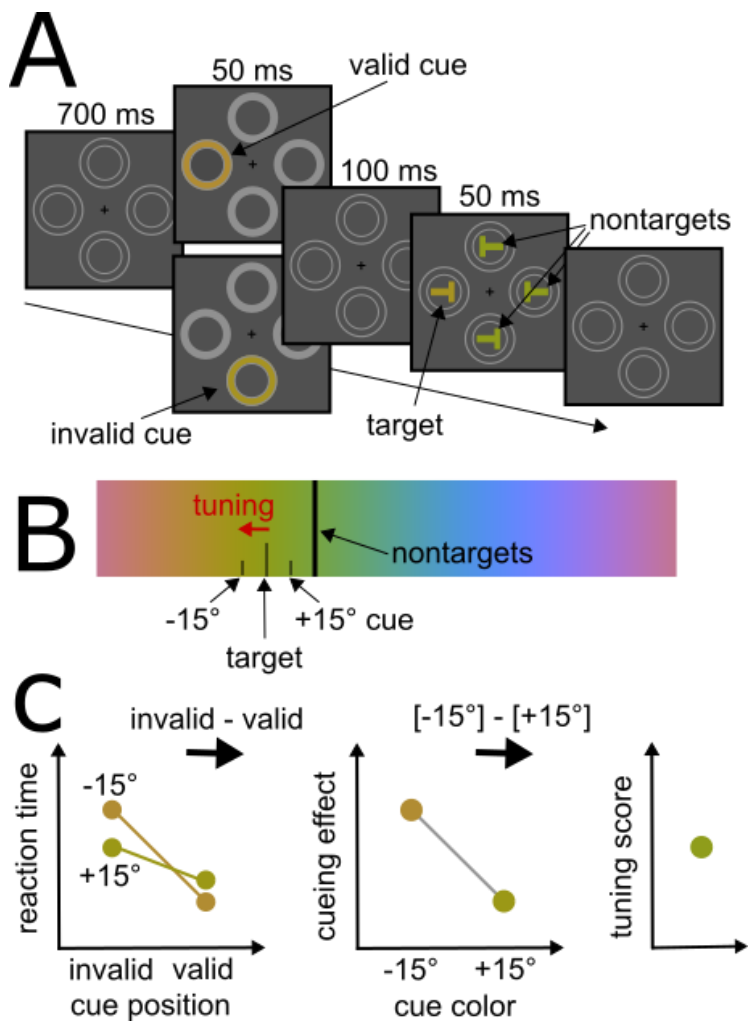 A
50 ms
valid cue
700 ms
100 ms
50 ms
nontargets
invalid cue
target
B
tuning
nontargets
-15°
+15° cue
target
C
invalid - valid
[-15°] - [+15°]
reaction time
-15°
+15°
invalid valid
cue position
cueing effect
-15° +15°
cue color
tuning score